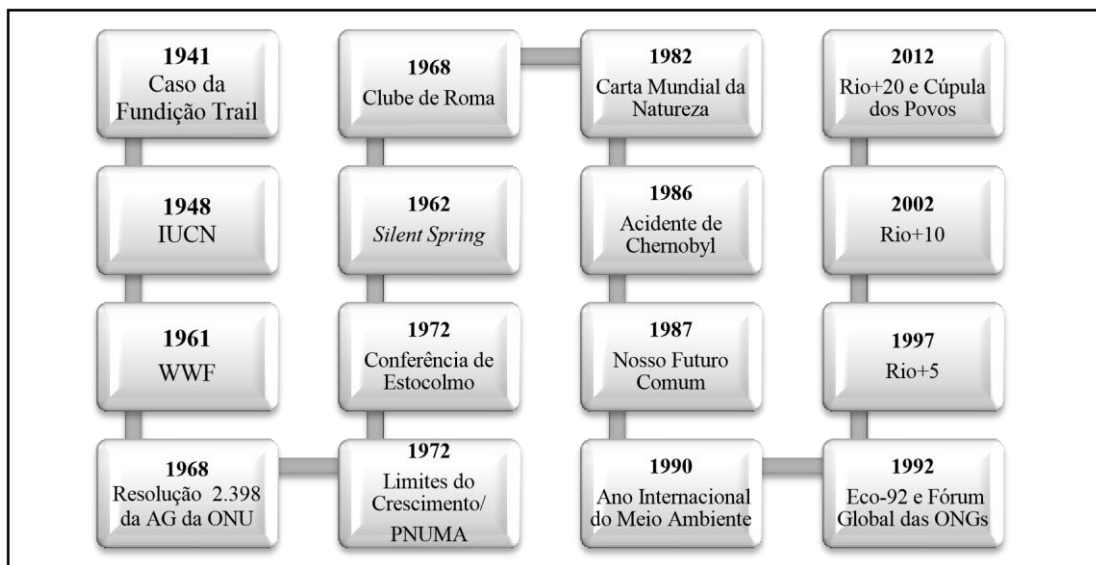 1941
Caso da
Fundição Trail
1948
IUCN
1961
WWF
1968
Resolução 2.398
da AG da ONU
1972
Limites do
Crescimento/
PNUMA
1972
Conferência de
Estocolmo
1962
Silent Spring
1968
Clube de Roma
1982
Carta Mundial da
Natureza
1986
Acidente de
Chernobyl
1987
Nosso Futuro
Comum
1990
Ano Internacional
do Meio Ambiente
1992
Eco-92 e Fórum
Global das ONGs
1997
Rio+5
2002
Rio+10
2012
Rio+20 e Cúpula
dos Povos